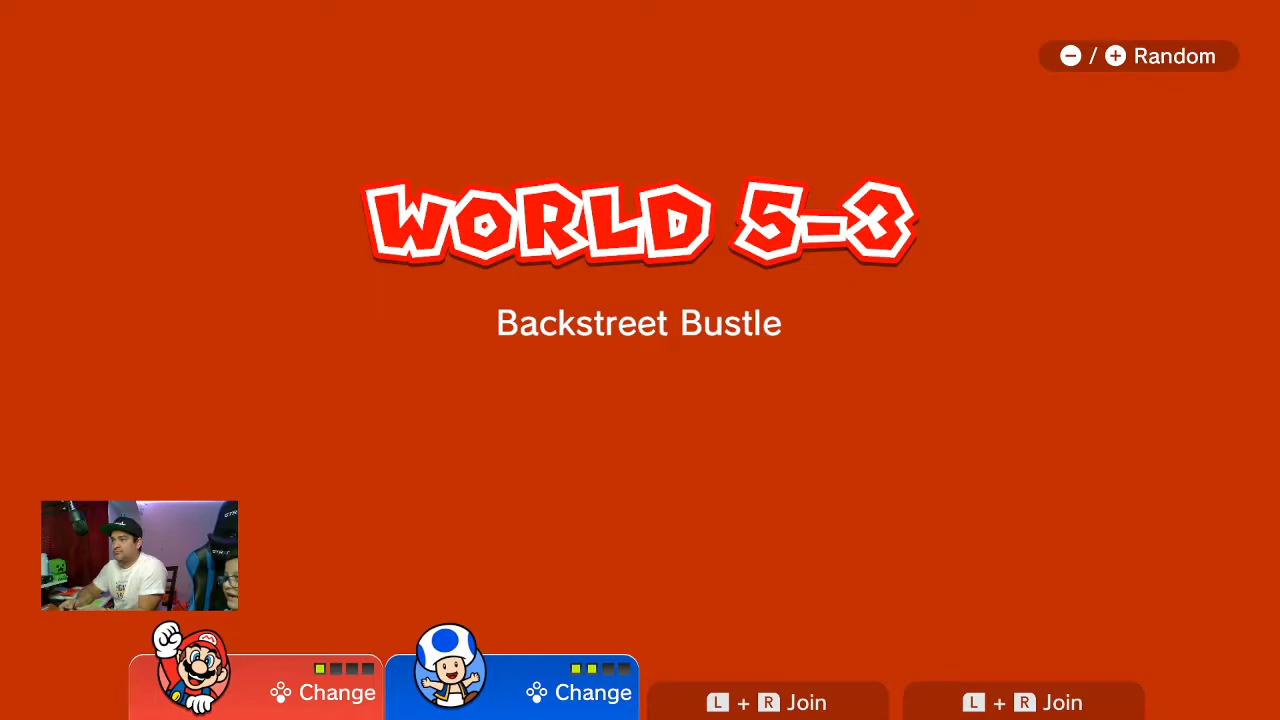 Random
WORLD 5-3
Backstreet Bustle
Change
Change
L + R Join
L + R Join